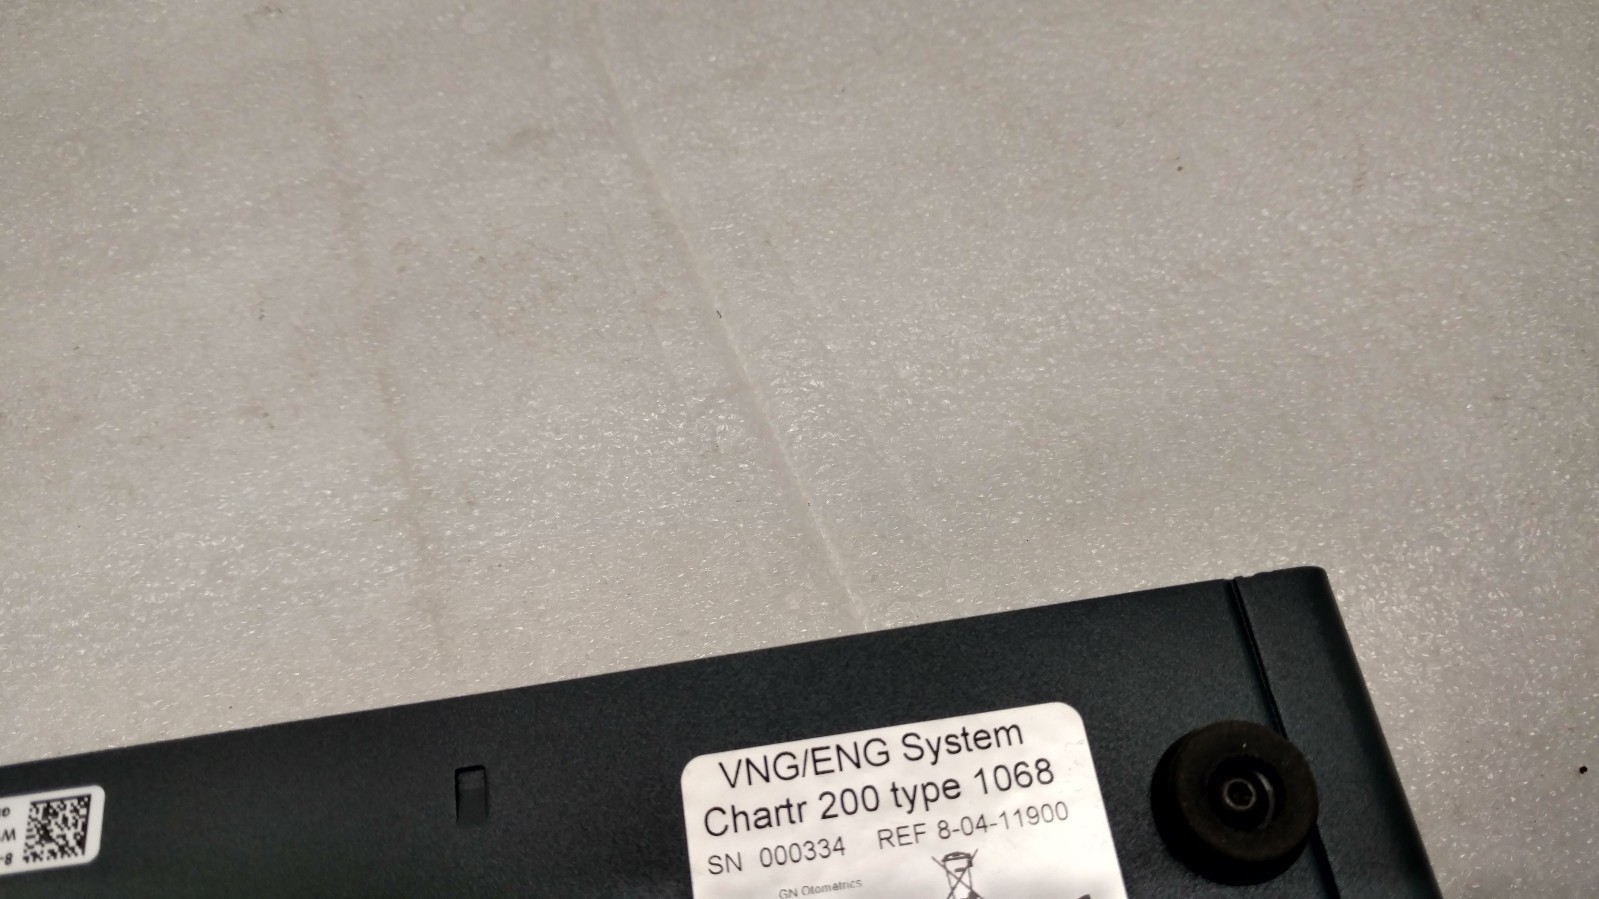 VNG/ENG System
Chartr 200 type 1068
SN 000334 REF 8-04-11900
GN Otometrics